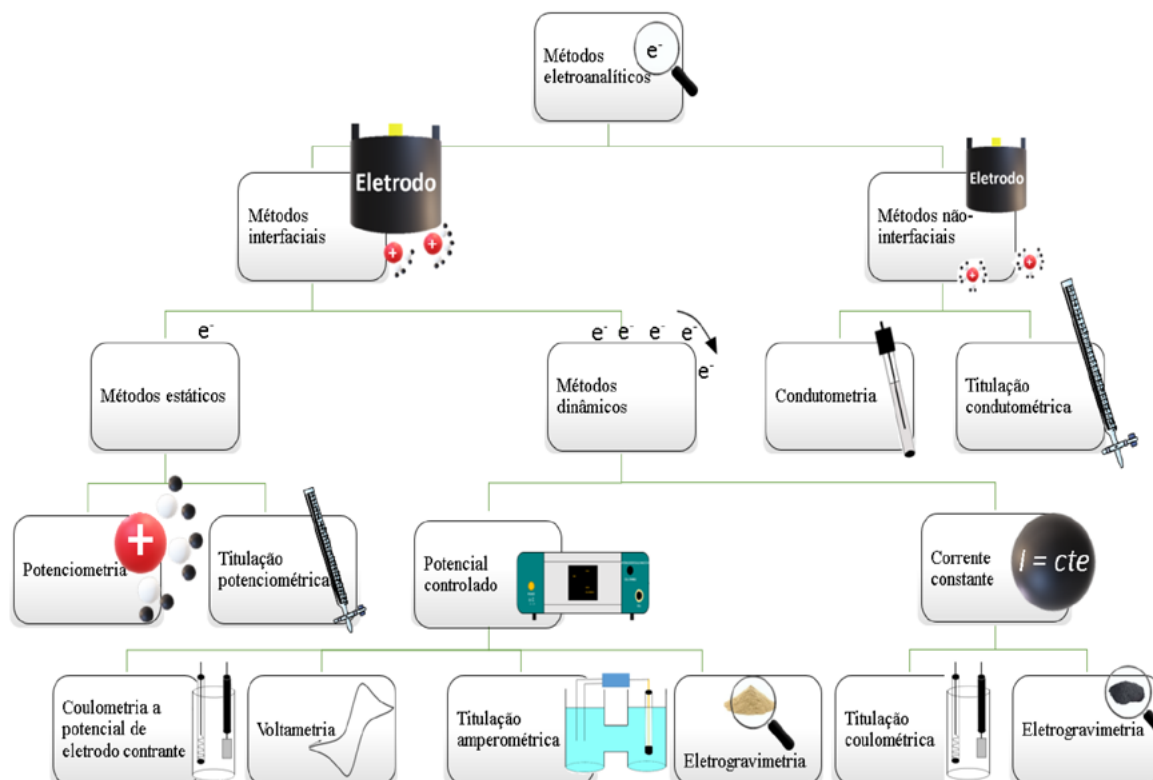 Métodos
eletroanalíticos
e-
Eletrodo
Métodos
interfaciais
+
+
Eletrodo
Métodos não-
interfaciais
+
+
e-
Métodos estáticos
e- e- e- e-
e-
Métodos
dinâmicos
Condutometria
Titulação
condutométrica
Potenciometria
+
Titulação
potenciométrica
Potencial
controlado
Corrente
constante
I = cte
Coulometria a
potencial de
eletrodo contrante
Voltametria
Titulação
amperométrica
Eletrogravimetria
Titulação
coulométrica
Eletrogravimetria